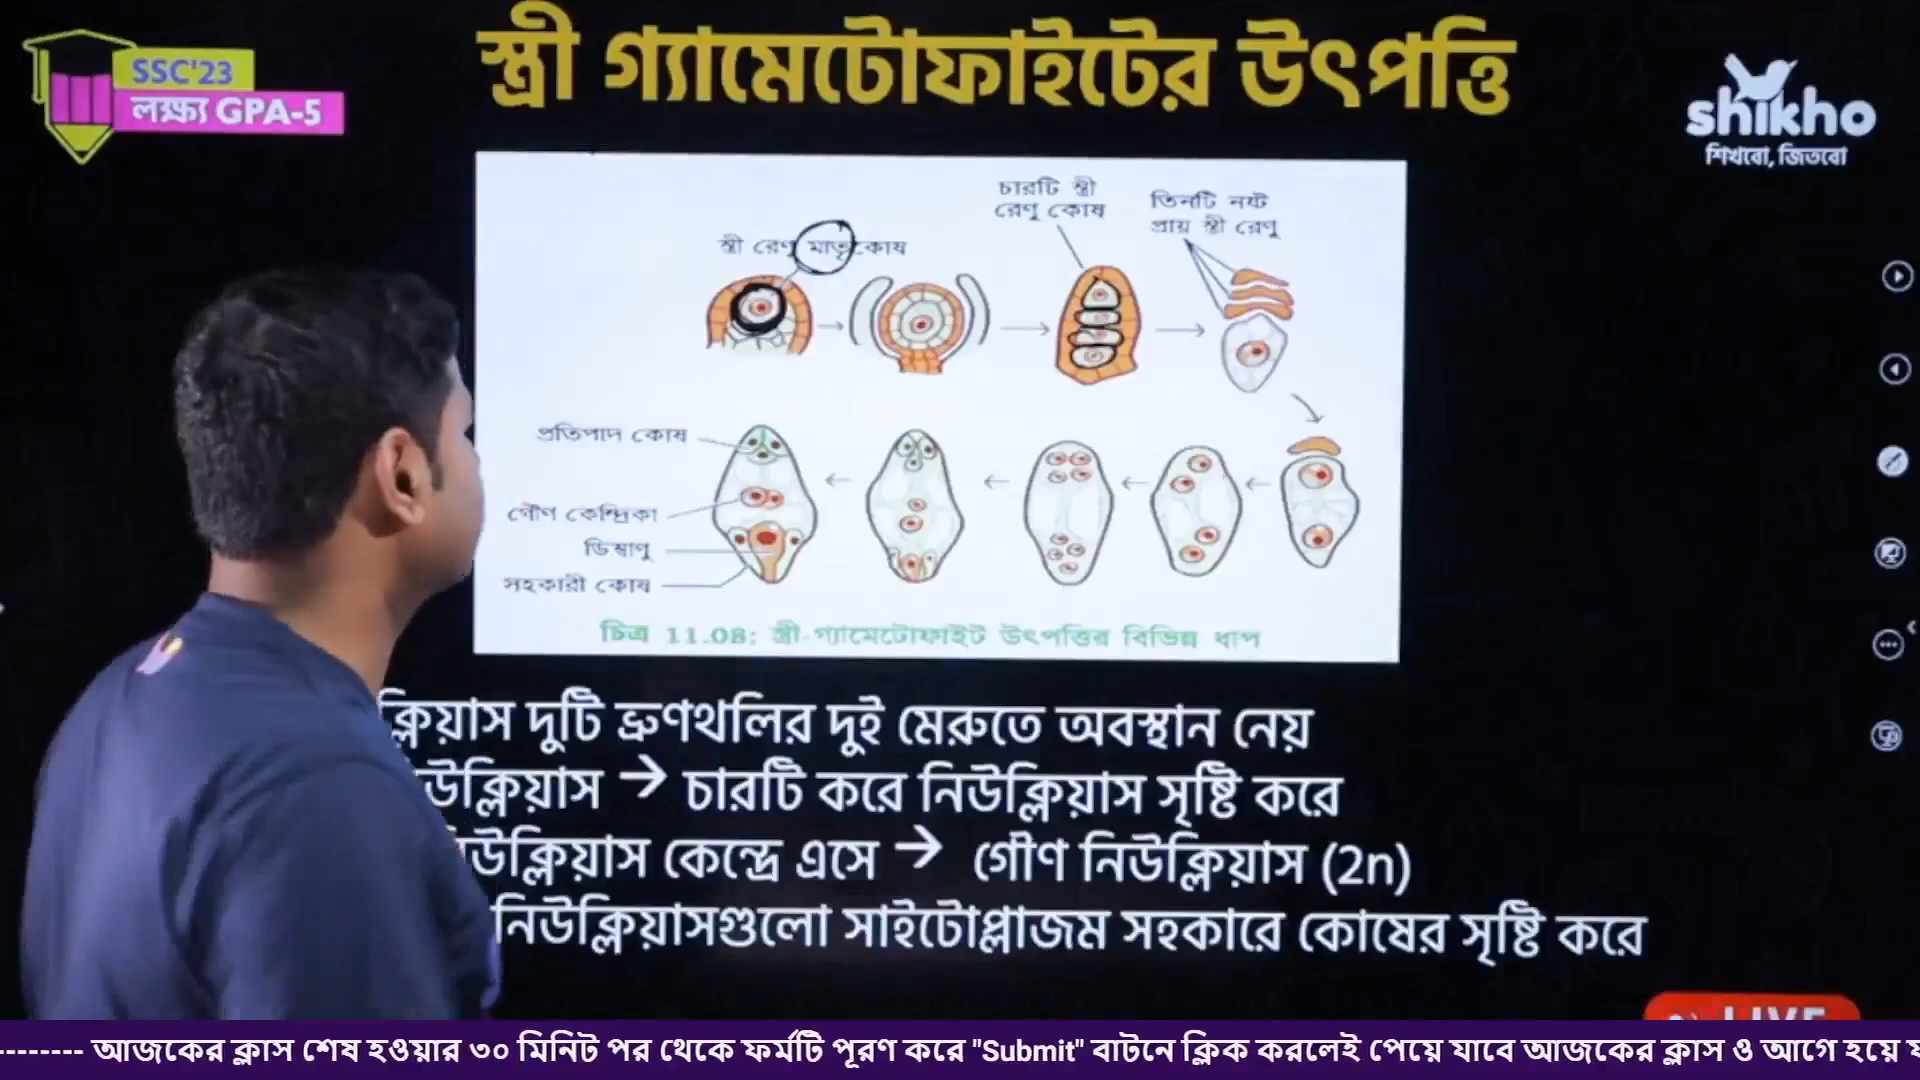 স্ত্রী গ্যামেটোফাইটের উৎপত্তি
SSC'23
লক্ষ্য GPA-5
shikho
শিখবো, জিতবো
চারটি স্ত্রী
রেণু কোষ
তিনটি নষ্ট
প্রায় স্ত্রী রেণু
স্ত্রী রেণু মাতৃকোষ
প্রতিপাদ কোষ
গৌণ কেন্দ্রিকা
ডিম্বাণু
সহকারী কোষ
চিত্র 11.08: স্ত্রী-গ্যামেটোফাইট উৎপত্তির বিভিন্ন ধাপ
ক্লিয়াস দুটি ভ্রুণথলির দুই মেরুতে অবস্থান নেয়
উক্লিয়াস → চারটি করে নিউক্লিয়াস সৃষ্টি করে
উক্লিয়াস কেন্দ্রে এসে → গৌণ নিউক্লিয়াস (2n)
নিউক্লিয়াসগুলো সাইটোপ্লাজম সহকারে কোষের সৃষ্টি করে
LIVE
-------- আজকের ক্লাস শেষ হওয়ার ৩০ মিনিট পর থেকে ফর্মটি পূরণ করে "Submit" বাটনে ক্লিক করলেই পেয়ে যাবে আজকের ক্লাস ও আগে হয়ে